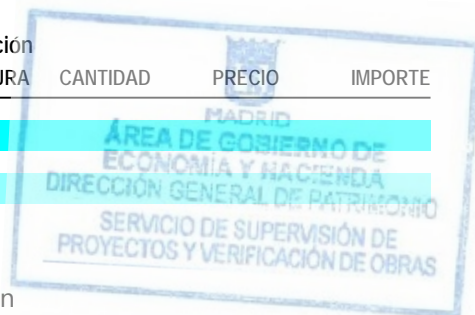 ción
URA CANTIDAD PRECIO IMPORTE
MADRID
ÁREA DE GOBIERNO DE
ECONOMÍA Y HACIENDA
DIRECCIÓN GENERAL DE PATRIMONIO
SERVICIO DE SUPERVISIÓN DE
PROYECTOS Y VERIFICACIÓN DE OBRAS
n